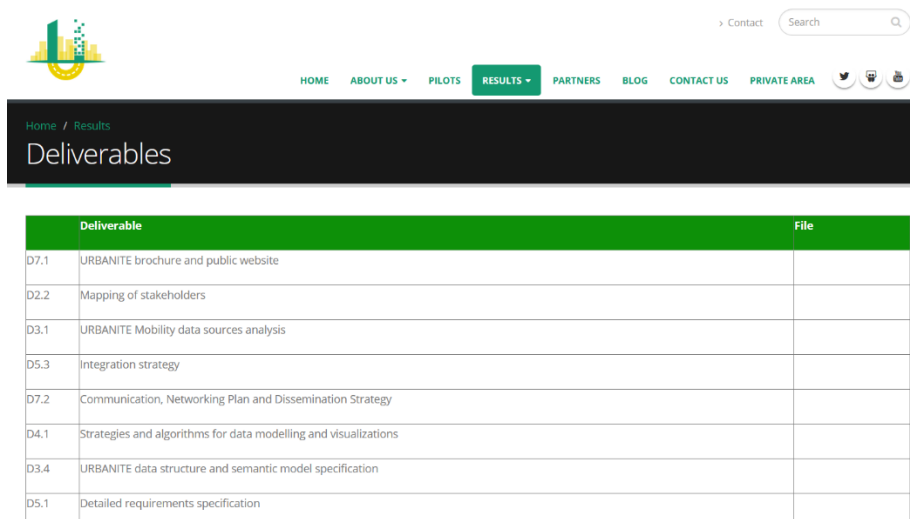 › Contact Search
HOME ABOUT US PILOTS RESULTS PARTNERS BLOG CONTACT US PRIVATE AREA
Home / Results
Deliverables
Deliverable File
D7.1 URBANITE brochure and public website
D2.2 Mapping of stakeholders
D3.1 URBANITE Mobility data sources analysis
D5.3 Integration strategy
D7.2 Communication, Networking Plan and Dissemination Strategy
D4.1 Strategies and algorithms for data modelling and visualizations
D3.4 URBANITE data structure and semantic model specification
D5.1 Detailed requirements specification